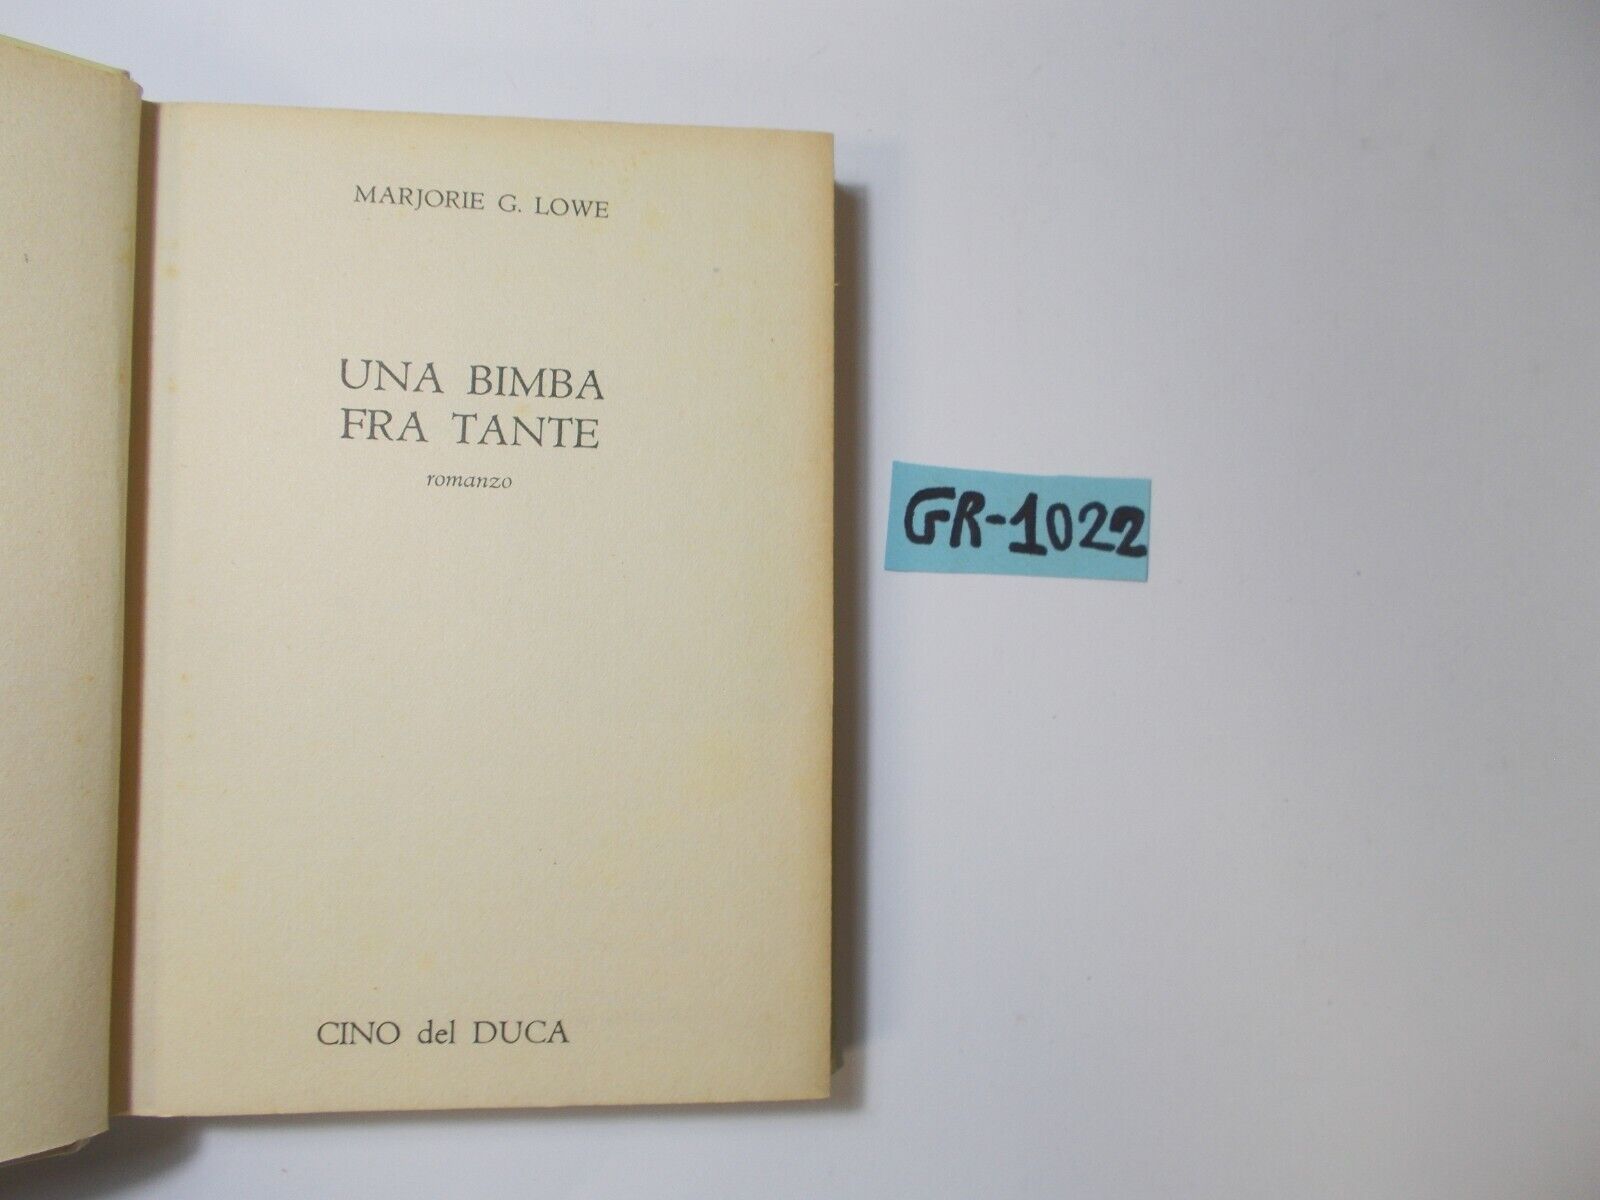 MARJORIE G. LOWE
UNA BIMBA
FRA TANTE
romanzo
CINO del DUCA
GR-1022